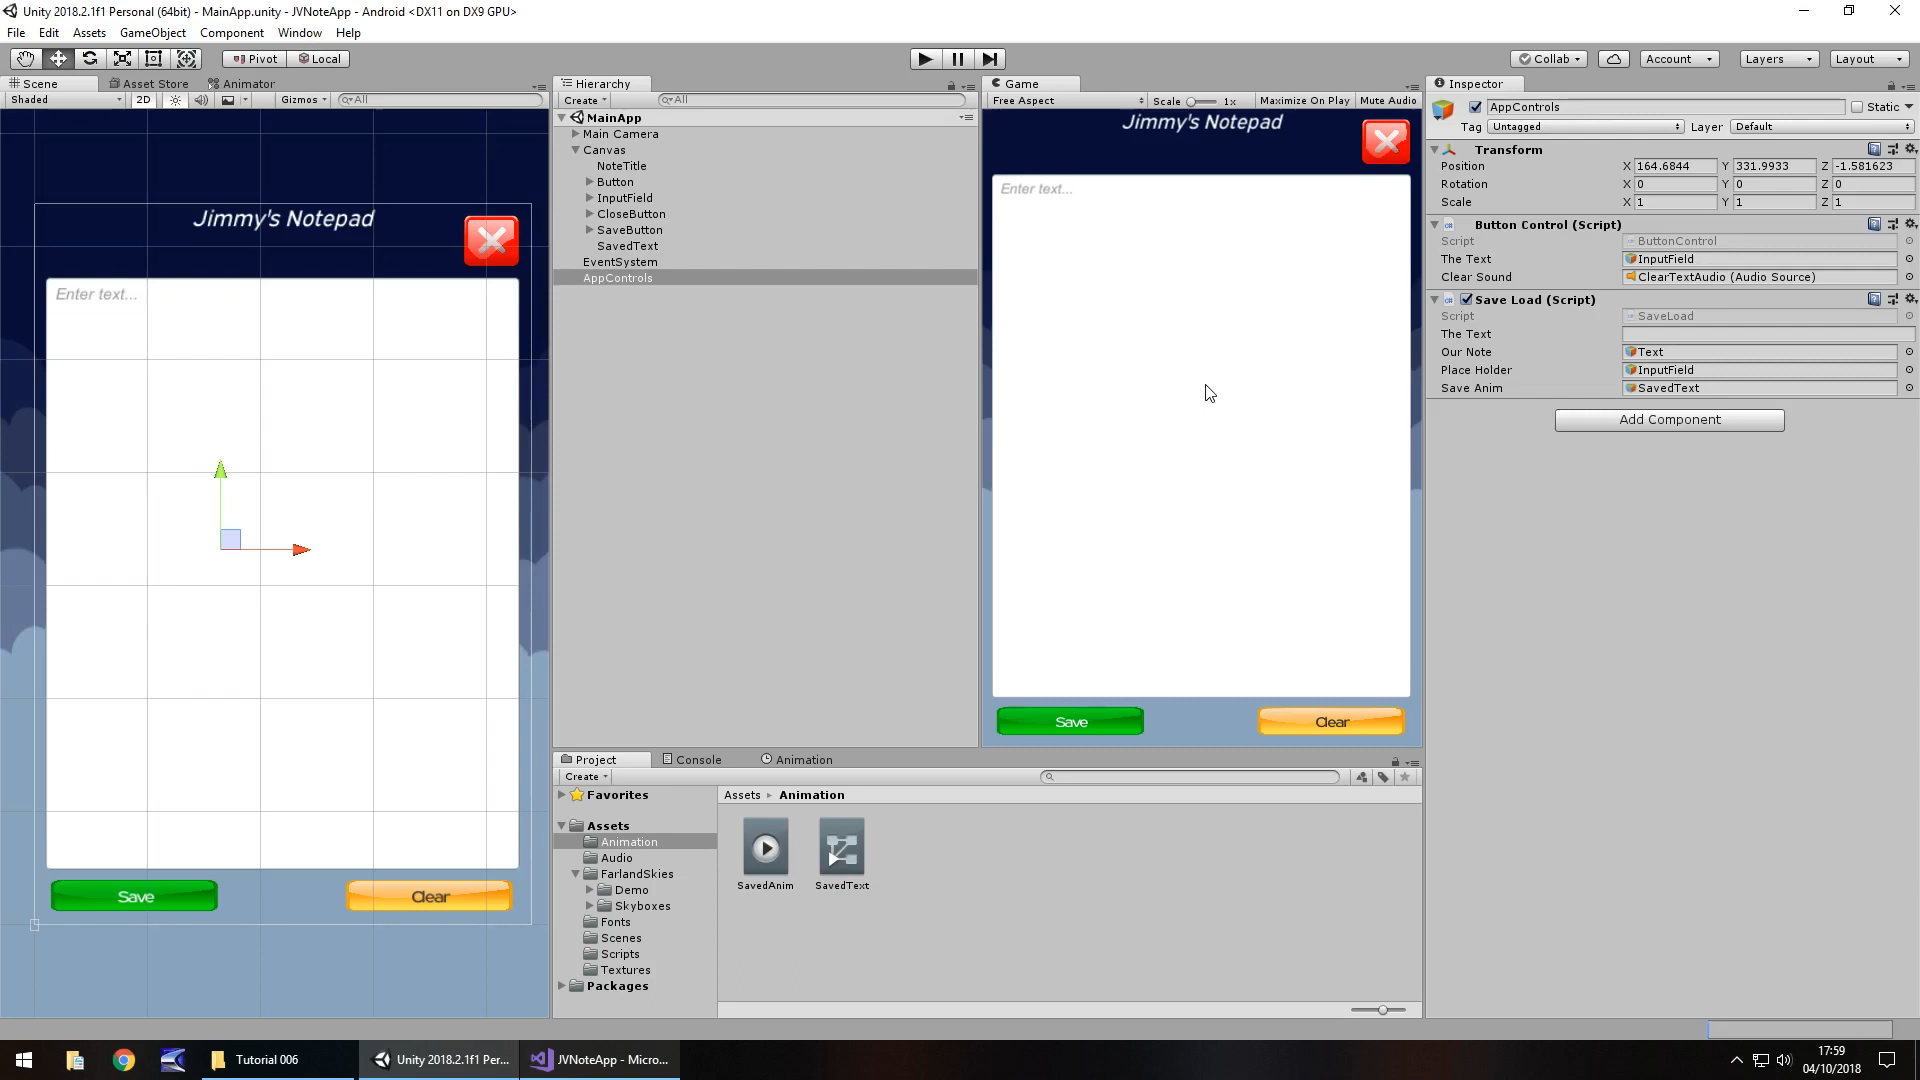 Unity 2018.2.1f1 Personal (64bit) - MainApp.unity - JVNoteApp - Android <DX11 on DX9 GPU>
File Edit Assets GameObject Component Window Help
Pivot Local Collab Account Layers Layout
Scene Asset Store Animator
Shaded 2D Gizmos All
Jimmy's Notepad
Enter text...
Save Clear
Hierarchy
Create All
MainApp
Main Camera
Canvas
NoteTitle
Button
InputField
CloseButton
SaveButton
SavedText
EventSystem
AppControls
Game
Free Aspect Scale 1x Maximize On Play Mute Audio
Jimmy's Notepad
Enter text...
Save Clear
Project Console Animation
Create
Favorites
Assets
Animation
Audio
FarlandSkies
Demo
Skyboxes
Fonts
Scenes
Scripts
Textures
Packages
Assets Animation
SavedAnim SavedText
Inspector
AppControls Static
Tag Untagged Layer Default
Transform
Position X 164.6844 Y 331.9933 Z -1.581623
Rotation X 0 Y 0 Z 0
Scale X 1 Y 1 Z 1
Button Control (Script)
Script ButtonControl
The Text InputField
Clear Sound ClearTextAudio (Audio Source)
Save Load (Script)
Script SaveLoad
The Text
Our Note Text
Place Holder InputField
Save Anim SavedText
Add Component
Tutorial 006 Unity 2018.2.1f1 Per... JVNoteApp - Micro...
17:59
04/10/2018